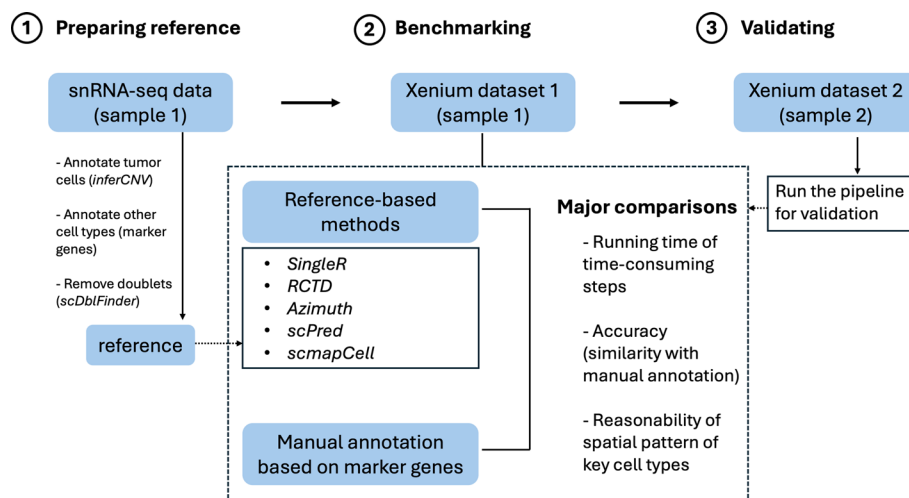 1 Preparing reference
snRNA-seq data
(sample 1)
- Annotate tumor
cells (inferCNV)
- Annotate other
cell types (marker
genes)
- Remove doublets
(scDblFinder)
reference
2 Benchmarking
Xenium dataset 1
(sample 1)
Reference-based
methods
• SingleR
• RCTD
• Azimuth
• scPred
• scmapCell
Manual annotation
based on marker genes
Major comparisons
- Running time of
time-consuming
steps
- Accuracy
(similarity with
manual annotation)
- Reasonability of
spatial pattern of
key cell types
3 Validating
Xenium dataset 2
(sample 2)
Run the pipeline
for validation